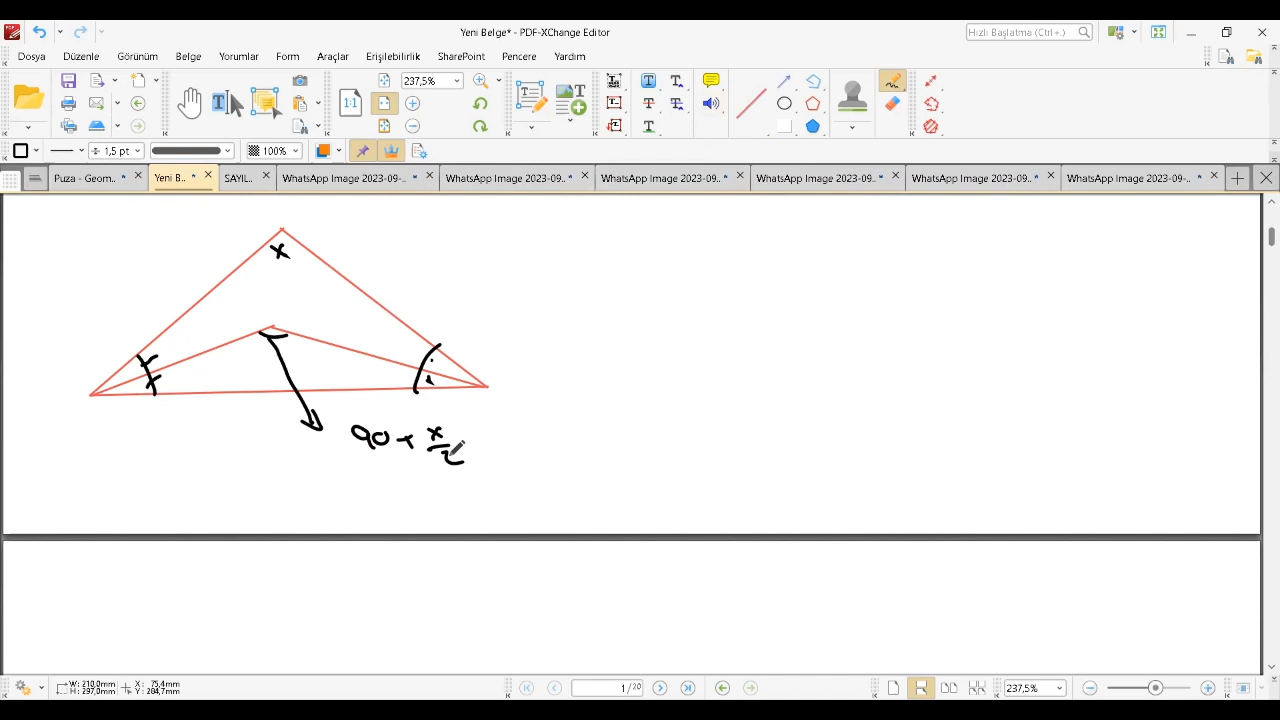 Yeni Belge* - PDF-XChange Editor
Hızlı Başlatma (Ctrl+.)
Dosya Düzenle Görünüm Belge Yorumlar Erişilebilirlik Form Araçlar SharePoint Pencere Yardım
237,5%
1:1
1,5 pt 100%
Puza - Geom.. * Yeni B.. * SAYIL.. WhatsApp Image 2023-09-.. * WhatsApp Image 2023-09.. * WhatsApp Image 2023-09.. * WhatsApp Image 2023-09.. * WhatsApp Image 2023-09.. * WhatsApp Image 2023-09-.. *
x
90 + x/2
W: 210,0mm X: 75,4mm
H: 297,0mm Y: 284,7mm
1 / 20
237,5%